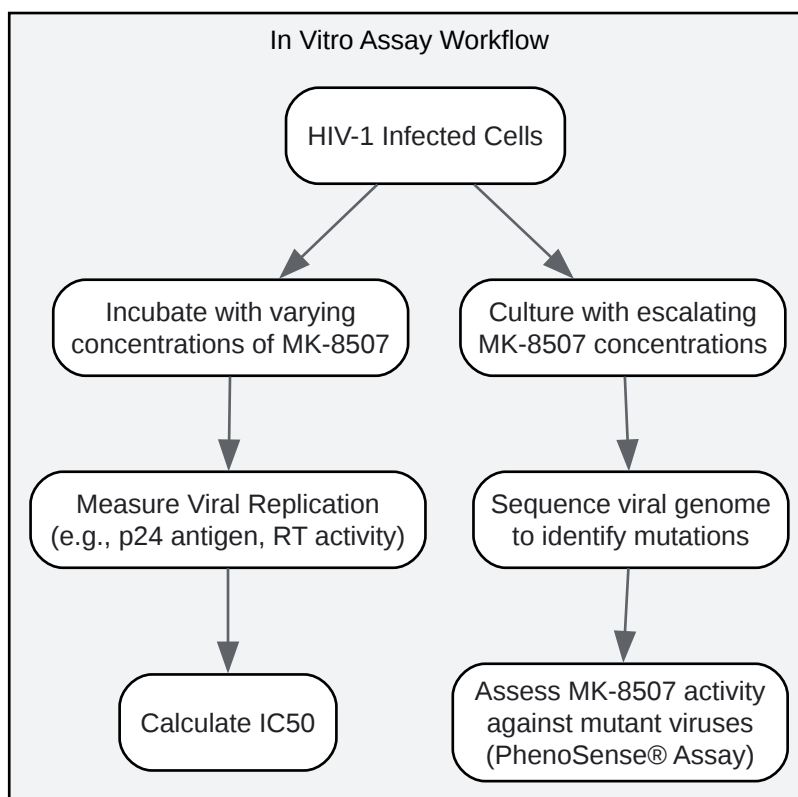 In Vitro Assay Workflow
HIV-1 Infected Cells
Incubate with varying
concentrations of MK-8507
Culture with escalating
MK-8507 concentrations
Measure Viral Replication
(e.g., p24 antigen, RT activity)
Sequence viral genome
to identify mutations
Calculate IC50
Assess MK-8507 activity
against mutant viruses
(PhenoSense® Assay)